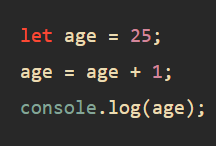 let age = 25;
age = age + 1;
console.log(age);